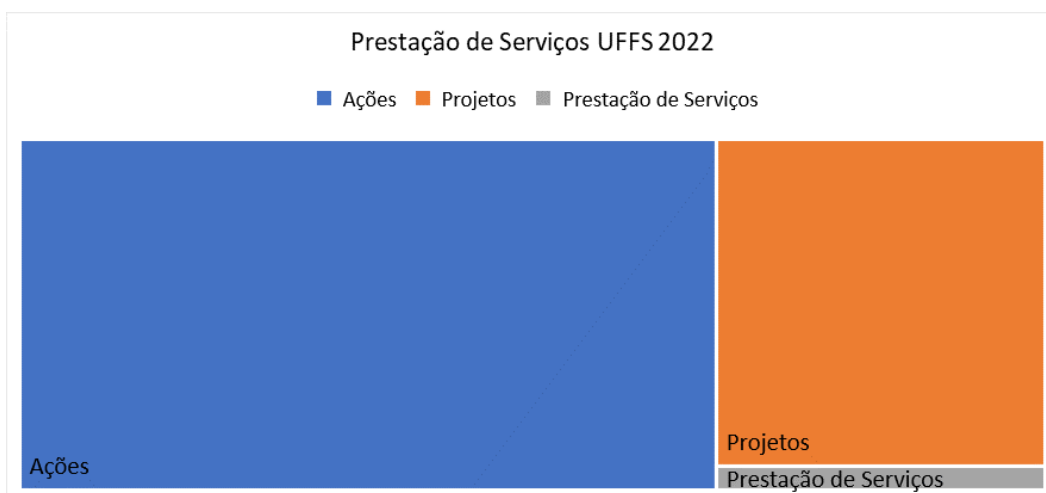 Prestação de Serviços UFFS 2022
Ações Projetos Prestação de Serviços
Ações
Projetos
Prestação de Serviços